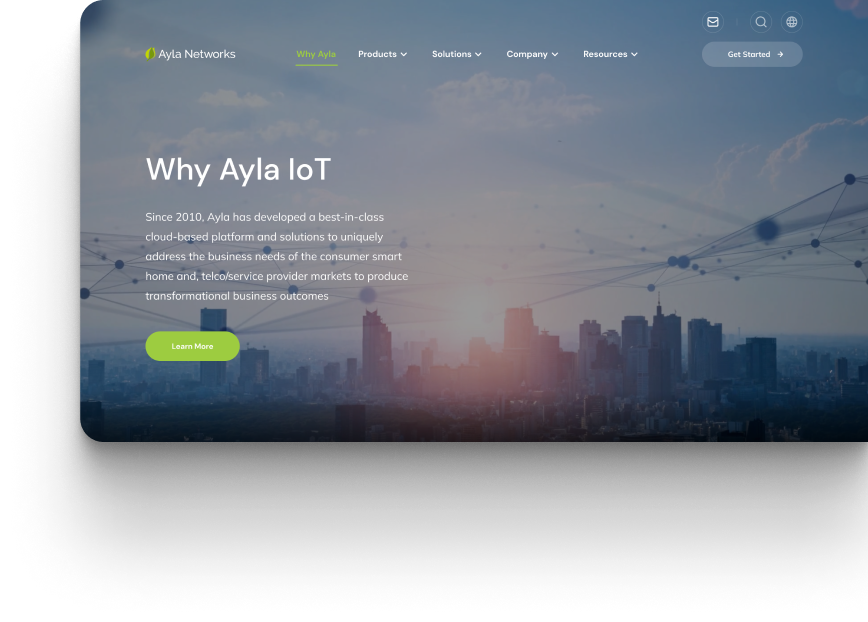 Ayla Networks
Why Ayla
Products
Solutions
Company
Resources
Get Started
Why Ayla IoT
Since 2010, Ayla has developed a best-in-class
cloud-based platform and solutions to uniquely
address the business needs of the consumer smart
home and, telco/service provider markets to produce
transformational business outcomes
Learn More